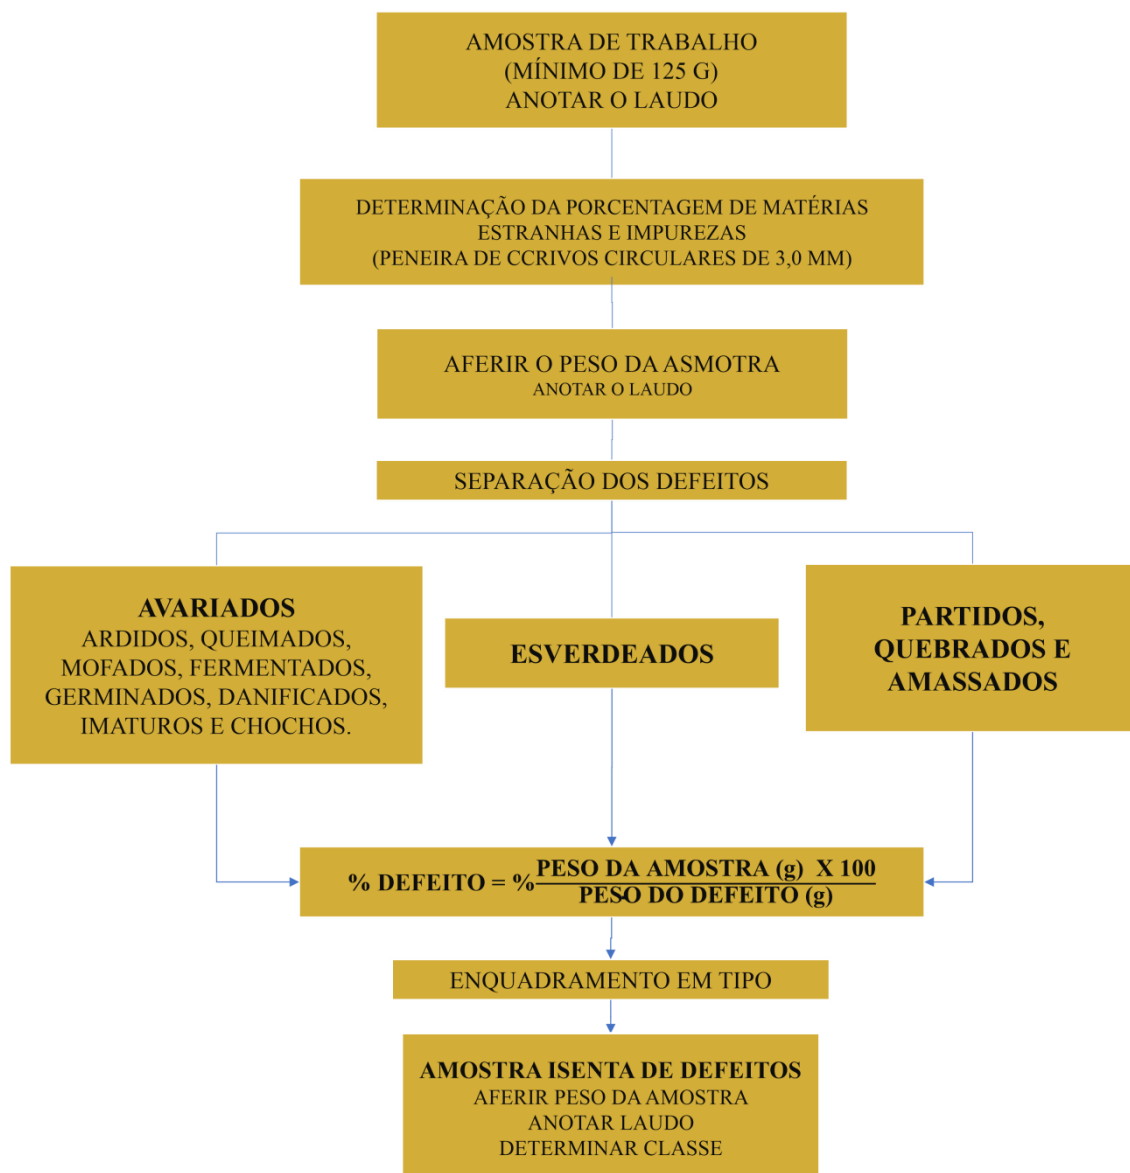 AMOSTRA DE TRABALHO
(MÍNIMO DE 125 G)
ANOTAR O LAUDO
DETERMINAÇÃO DA PORCENTAGEM DE MATÉRIAS
ESTRANHAS E IMPUREZAS
(PENEIRA DE CCRIVOS CIRCULARES DE 3,0 MM)
AFERIR O PESO DA ASMOTRA
ANOTAR O LAUDO
SEPARAÇÃO DOS DEFEITOS
AVARIADOS
ARDIDOS, QUEIMADOS,
MOFADOS, FERMENTADOS,
GERMINADOS, DANIFICADOS,
IMATUROS E CHOCHOS.
ESVERDEADOS
PARTIDOS,
QUEBRADOS E
AMASSADOS
% DEFEITO = % PESO DA AMOSTRA (g) X 100
PESO DO DEFEITO (g)
ENQUADRAMENTO EM TIPO
AMOSTRA ISENTA DE DEFEITOS
AFERIR PESO DA AMOSTRA
ANOTAR LAUDO
DETERMINAR CLASSE